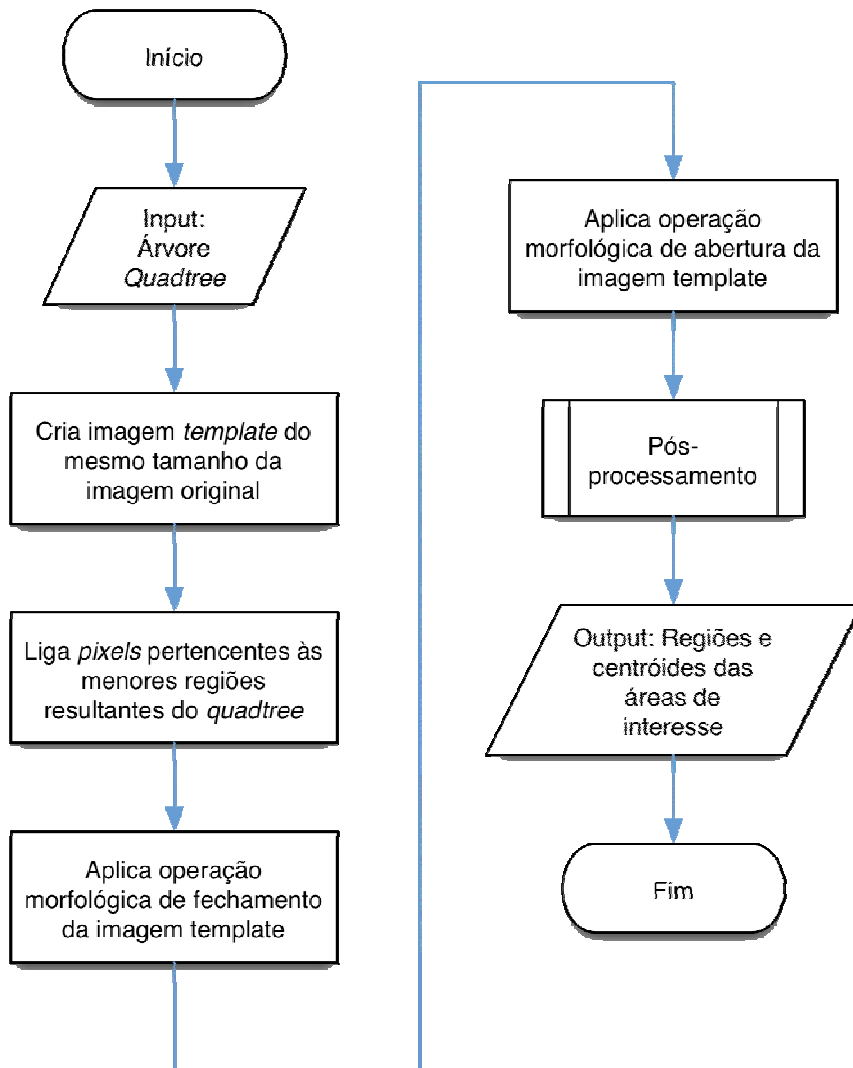 Início
Input:
Árvore
Quadtree
Cria imagem template do
mesmo tamanho da
imagem original
Liga pixels pertencentes às
menores regiões
resultantes do quadtree
Aplica operação
morfológica de fechamento
da imagem template
Aplica operação
morfológica de abertura da
imagem template
Pós-
processamento
Output: Regiões e
centróides das
áreas de
interesse
Fim